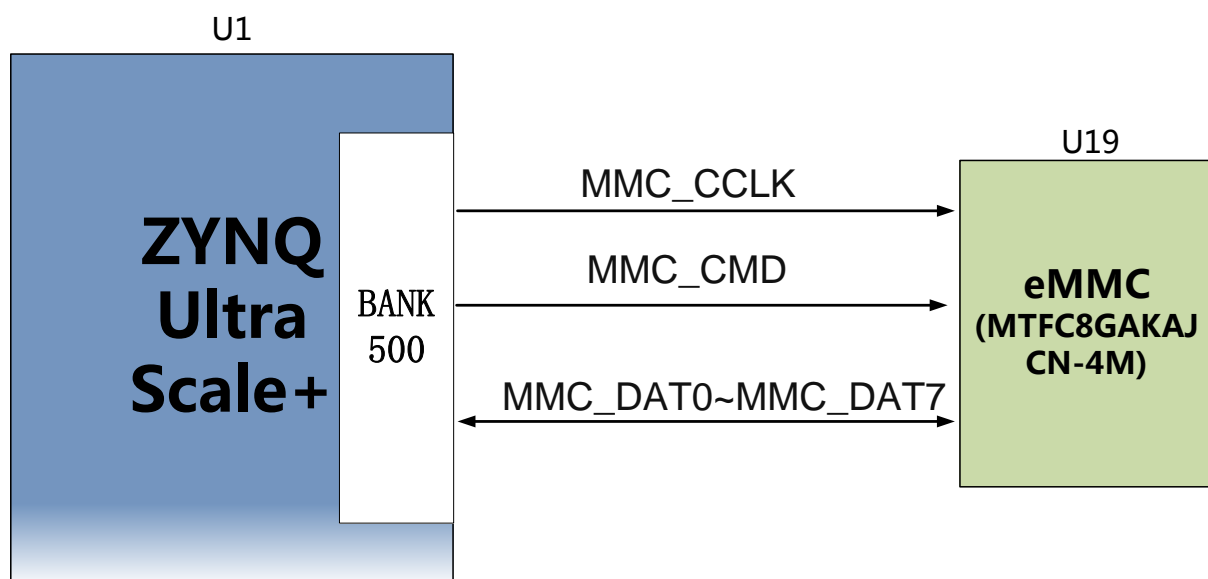 U1
ZYNQ
Ultra
Scale+
BANK
500
MMC_CCLK
MMC_CMD
MMC_DAT0~MMC_DAT7
U19
eMMC
(MTFC8GAKAJ
CN-4M)